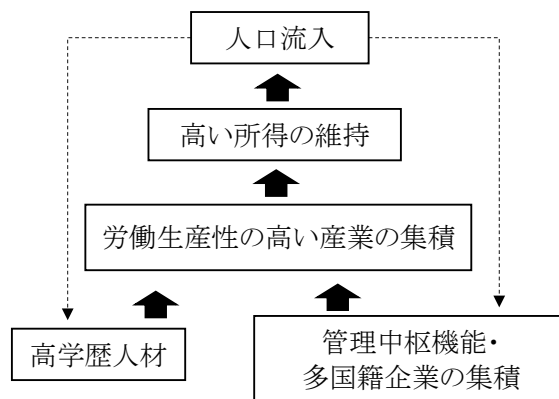 人口流入
高い所得の維持
労働生産性の高い産業の集積
高学歴人材
管理中枢機能・
多国籍企業の集積